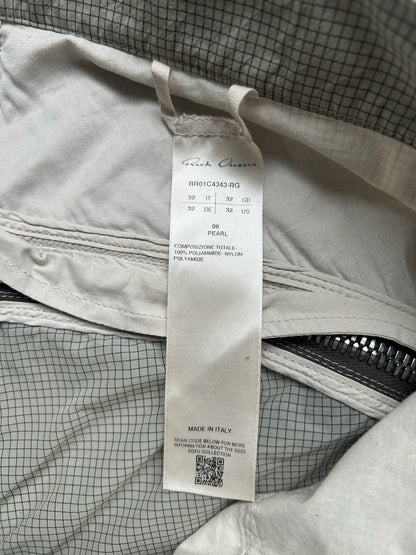 Rick Owens
RR01C4343-RG
32 IT 32 GB
32 DE 32 US
08
PEARL
COMPOSIZIONE TOTALE-
100% POLIAMMIDE- NYLON-
POLYAMIDE
MADE IN ITALY
SCAN CODE BELOW FOR MORE
INFORMATION ABOUT THE SS25
EDFU COLLECTION